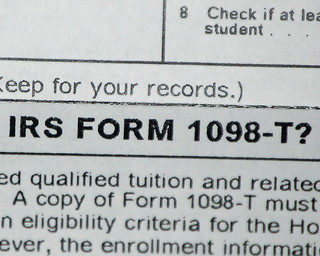 8 Check if at lea
student . . .
Keep for your records.)
IRS FORM 1098-T?
ed qualified tuition and related
A copy of Form 1098-T must
n eligibility criteria for the Ho
ever, the enrollment informati